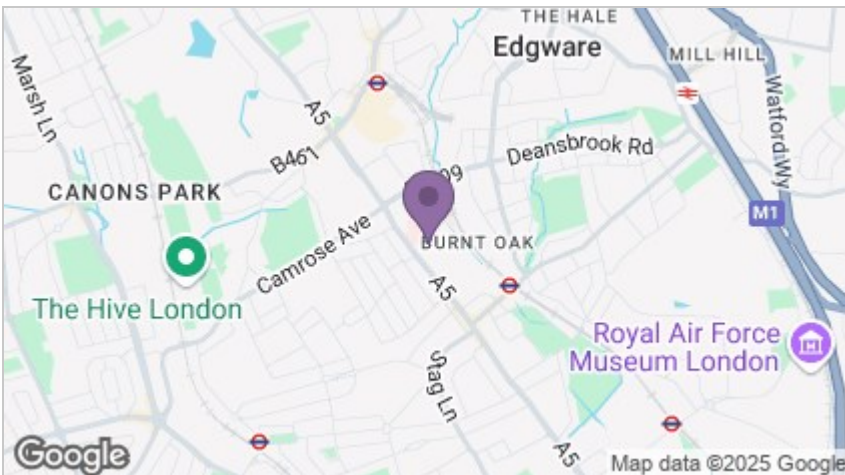 THE HALE
Edgware
MILL HILL
Marsh Ln
A5
Watford Wy
B461
Deansbrook Rd
CANONS PARK
M1
Camrose Ave
BURNT OAK
A5
The Hive London
Royal Air Force
Museum London
Stag Ln
A5
Google
Map data ©2025 Google